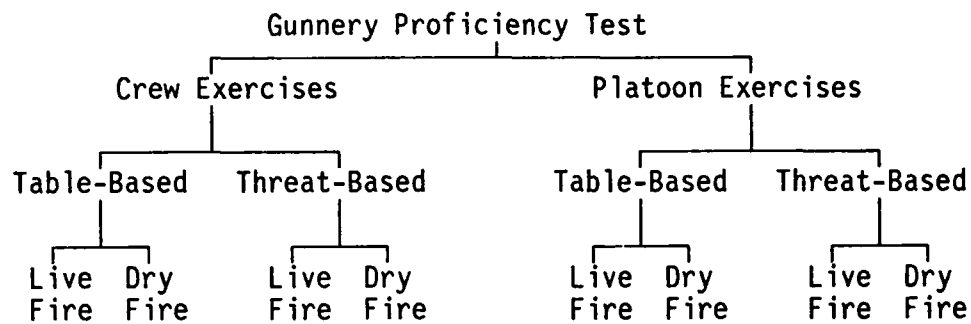 Gunnery Proficiency Test
Crew Exercises Platoon Exercises
Table-Based Threat-Based Table-Based Threat-Based
Live Dry Live Dry Live Dry Live Dry
Fire Fire Fire Fire Fire Fire Fire Fire